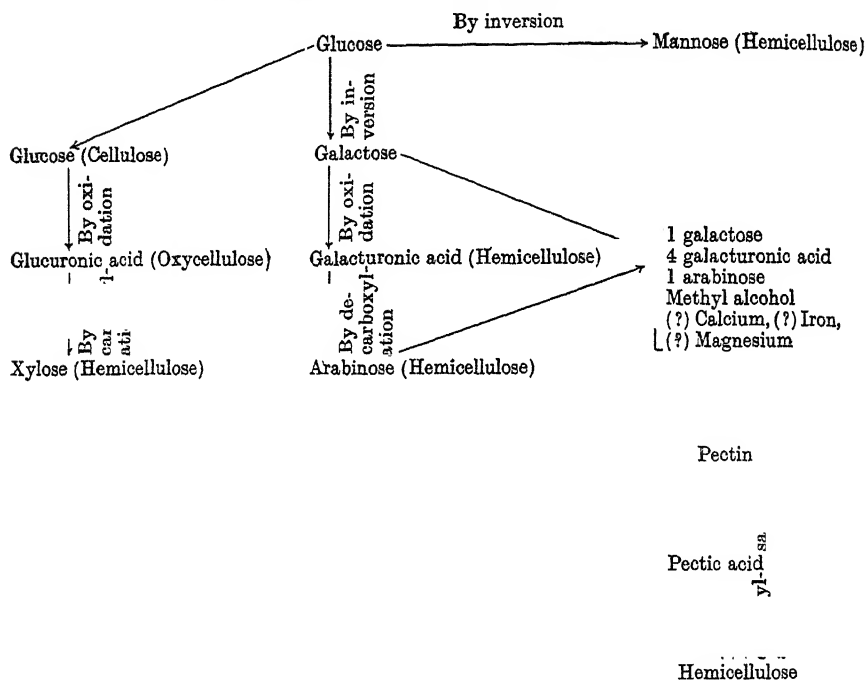 By inversion
Glucose
Mannose (Hemicellulose)
By in-
version
Glucose (Cellulose)
Galactose
By oxi-
dation
By oxi-
dation
Glucuronic acid (Oxycellulose)
Galacturonic acid (Hemicellulose)
1 galactose
4 galacturonic acid
1 arabinose
Methyl alcohol
(?) Calcium, (?) Iron,
(?) Magnesium
By
By de-
carboxyl-
ation
Xylose (Hemicellulose)
Arabinose (Hemicellulose)
Pectin
Pectic acid
Hemicellulose